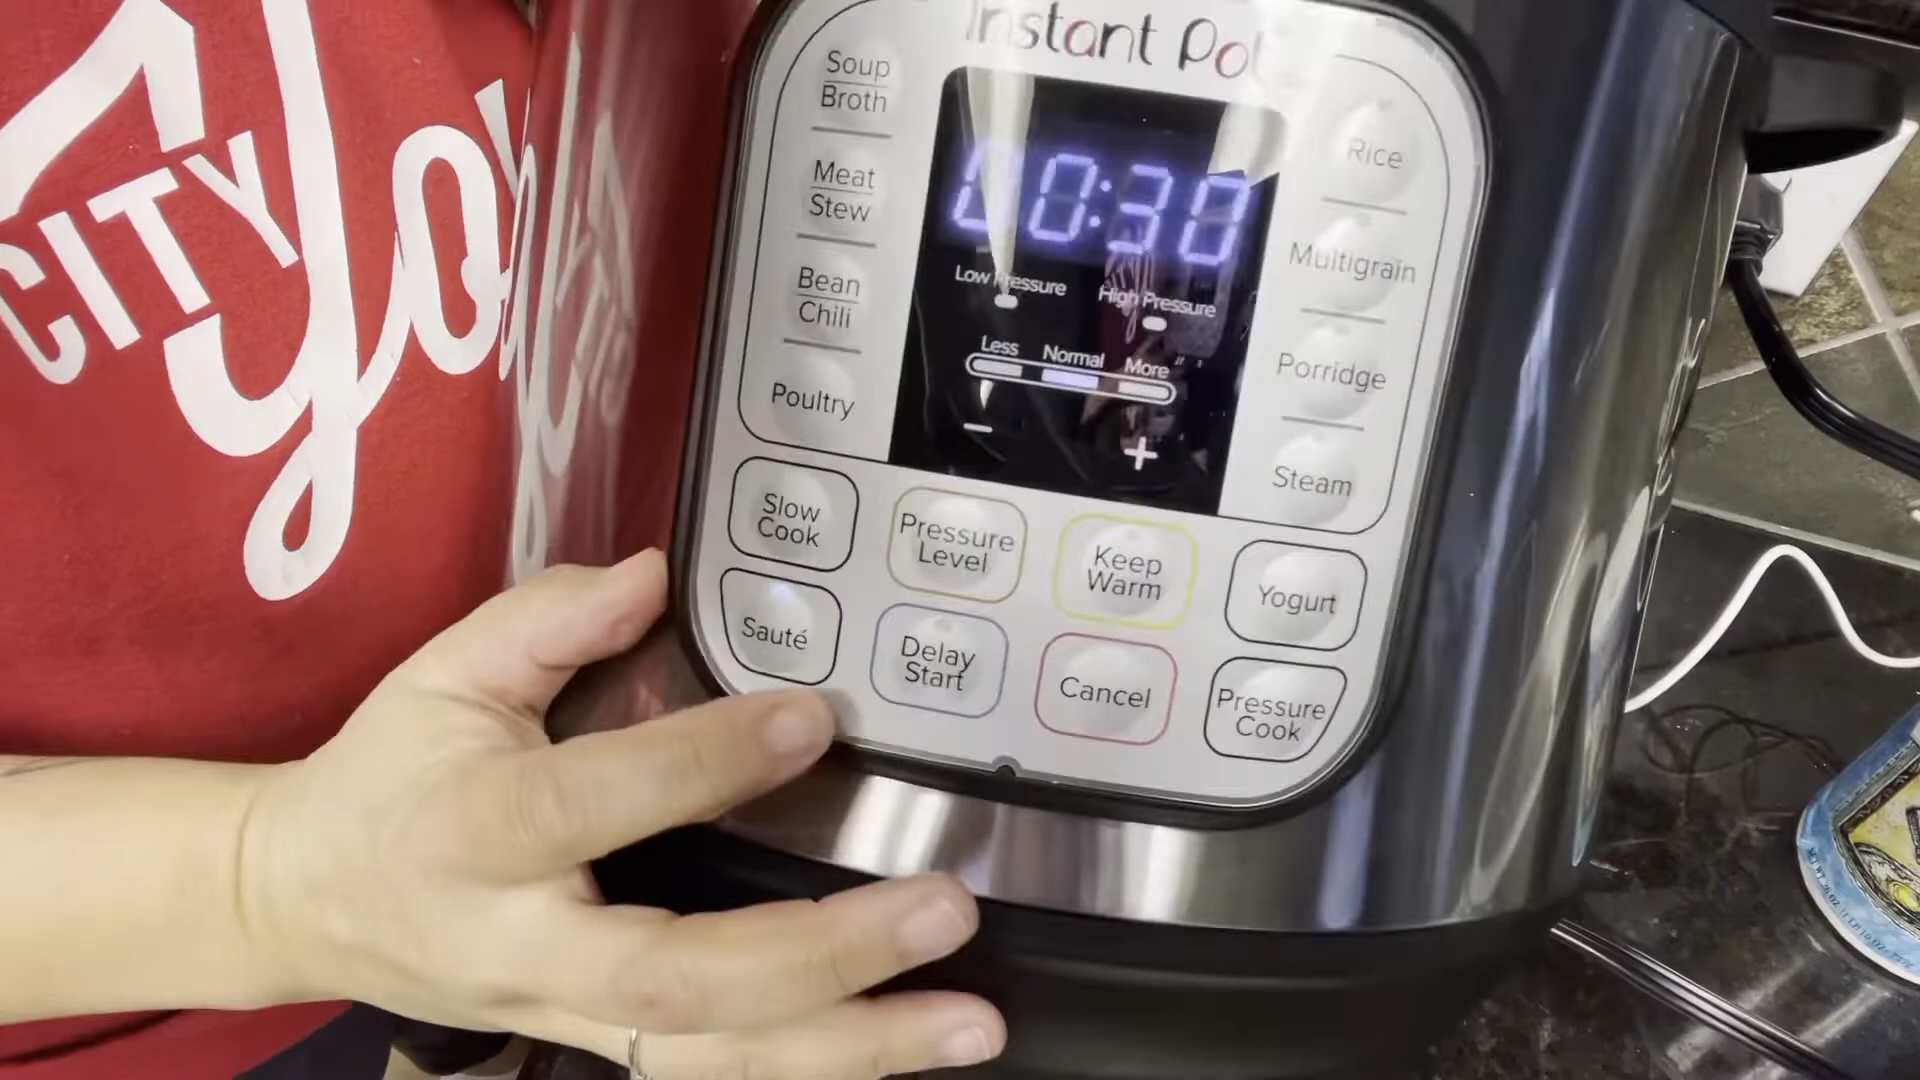 CITY
Instant Pot
Soup
Broth
Meat
Stew
Bean
Chili
Poultry
00:30
Low Pressure
High Pressure
Less Normal More
- +
Rice
Multigrain
Porridge
Steam
Slow
Cook
Pressure
Level
Keep
Warm
Yogurt
Sauté
Delay
Start
Cancel
Pressure
Cook